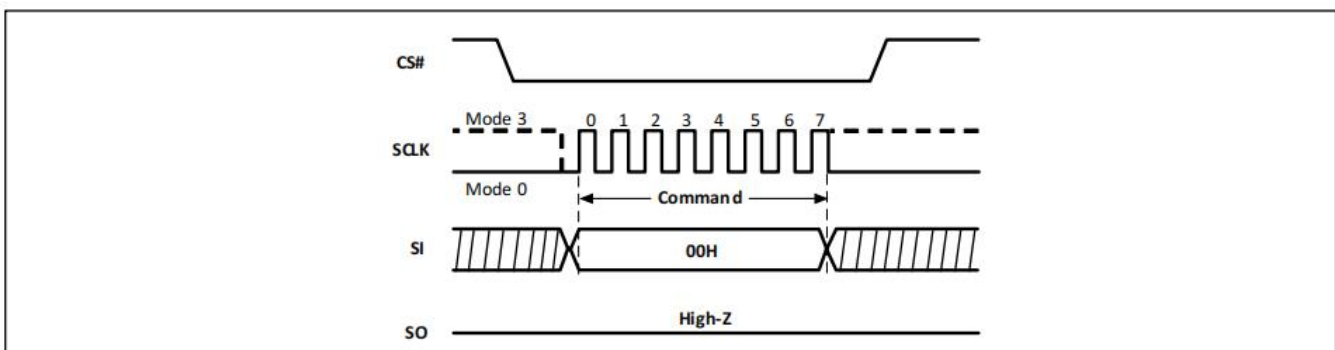 CS#
Mode 3
0 1 2 3 4 5 6 7
SCLK
Mode 0
Command
SI
00H
High-Z
SO